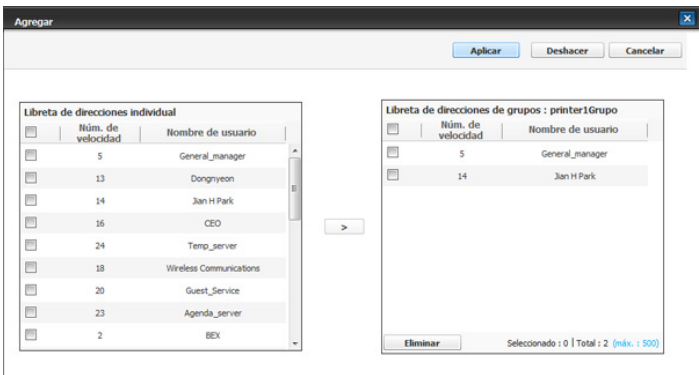 Agregar
Aplicar Deshacer Cancelar
Libreta de direcciones individual
Núm. de velocidad Nombre de usuario
5 General_manager
13 Dongnyeon
14 Jian H Park
16 CEO
24 Temp_server
18 Wireless Communications
20 Guest_Service
23 Agenda_server
2 BEX
>
Libreta de direcciones de grupos : printer1Grupo
Núm. de velocidad Nombre de usuario
5 General_manager
14 Jian H Park
Eliminar Seleccionado : 0 | Total : 2 (máx. : 500)